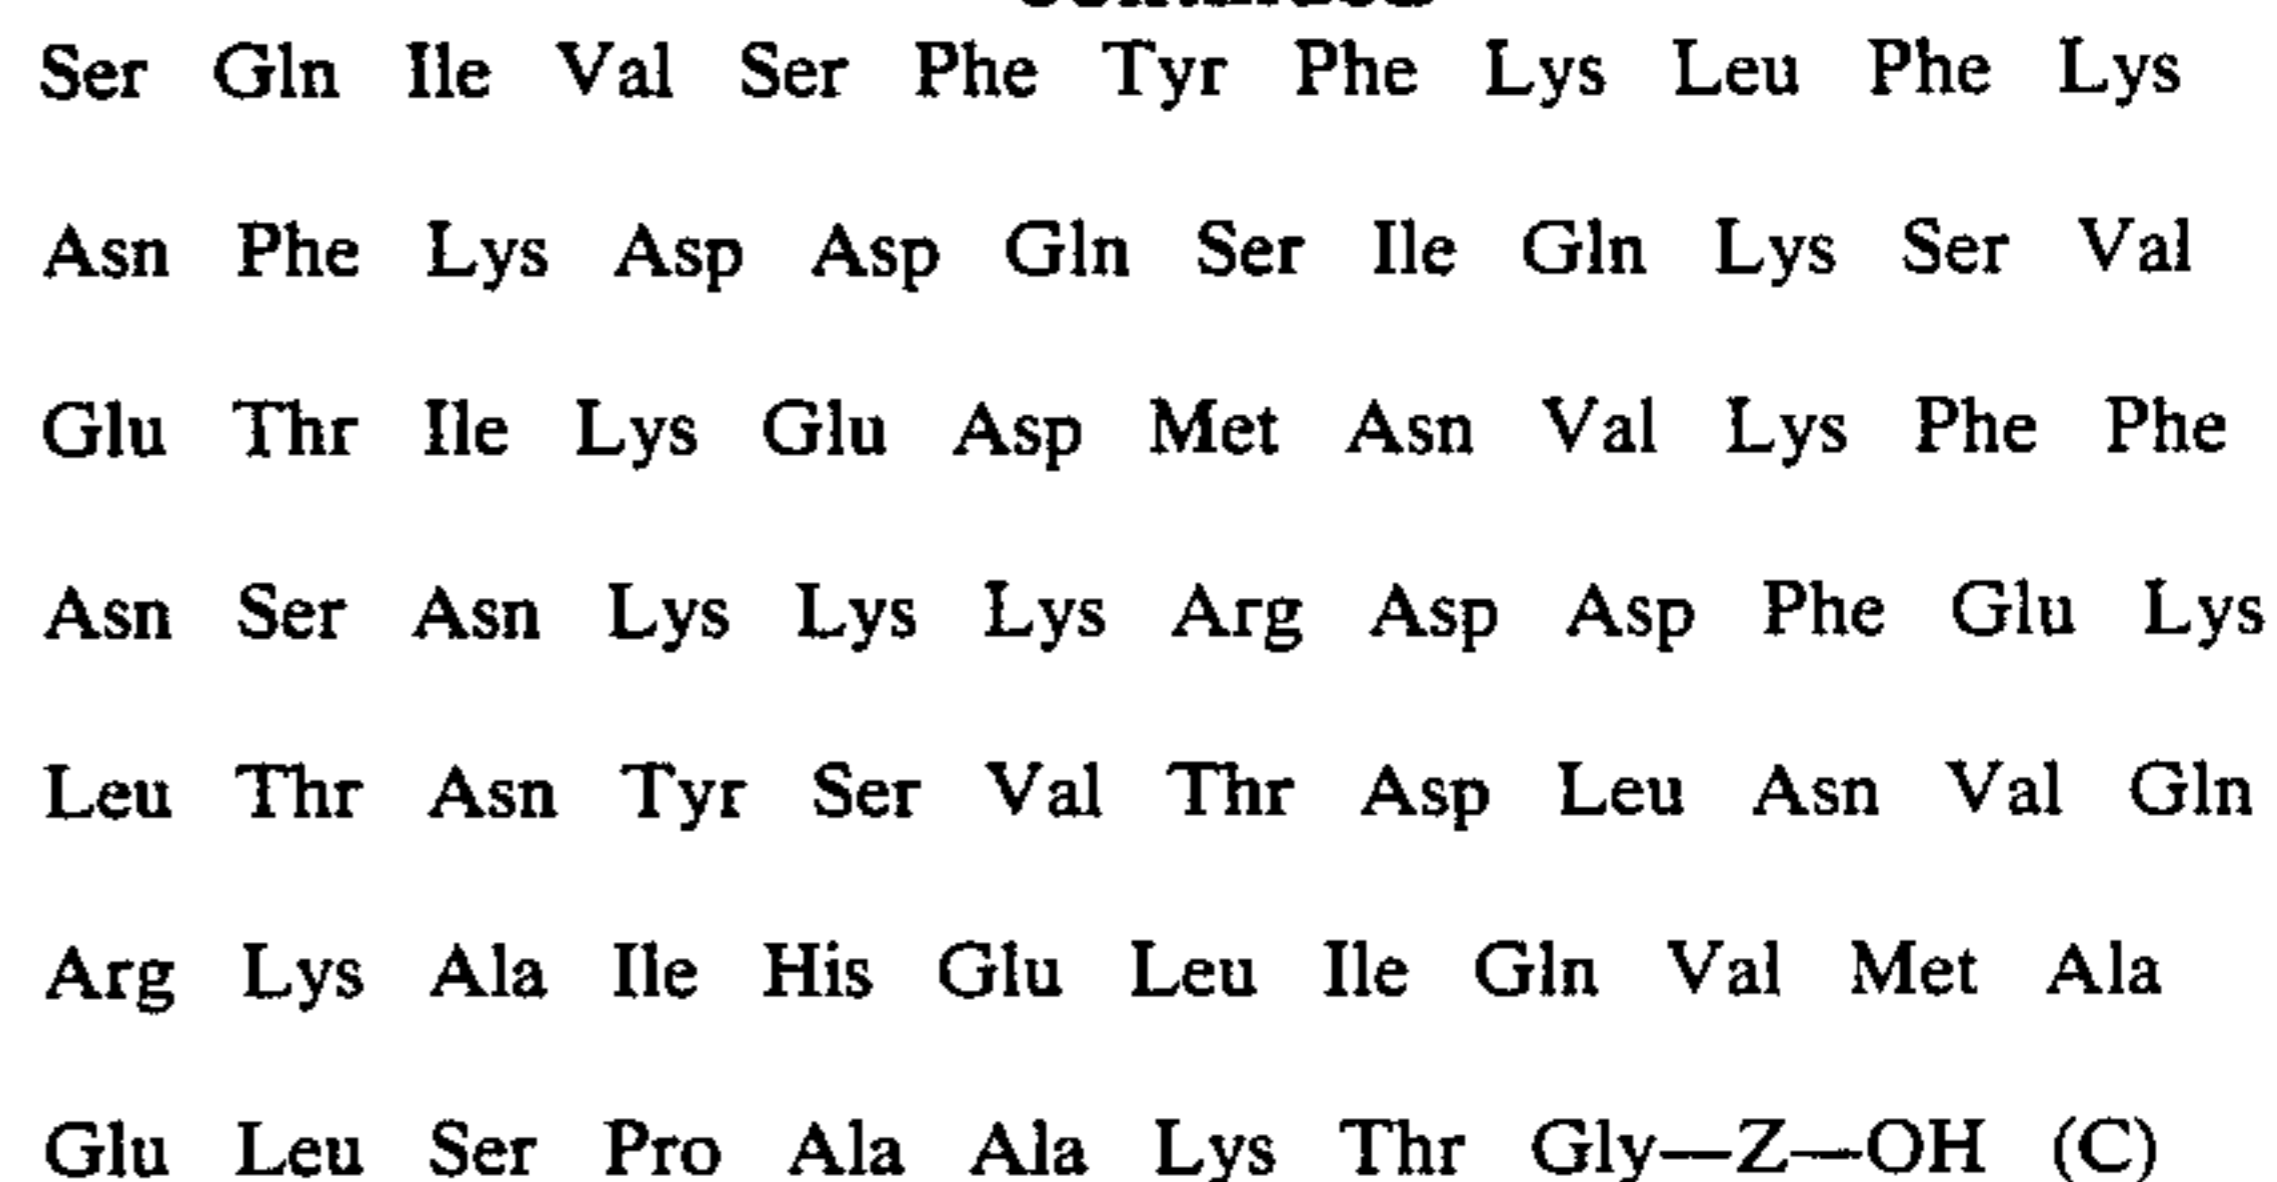 Ser Gln Ile Val Ser Phe Tyr Phe Lys Leu Phe Lys
Asn Phe Lys Asp Asp Gln Ser Ile Gln Lys Ser Val
Glu Thr Ile Lys Glu Asp Met Asn Val Lys Phe Phe
Asn Ser Asn Lys Lys Lys Arg Asp Asp Phe Glu Lys
Leu Thr Asn Tyr Ser Val Thr Asp Leu Asn Val Gln
Arg Lys Ala Ile His Glu Leu Ile Gln Val Met Ala
Glu Leu Ser Pro Ala Ala Lys Thr Gly—Z—OH (C)